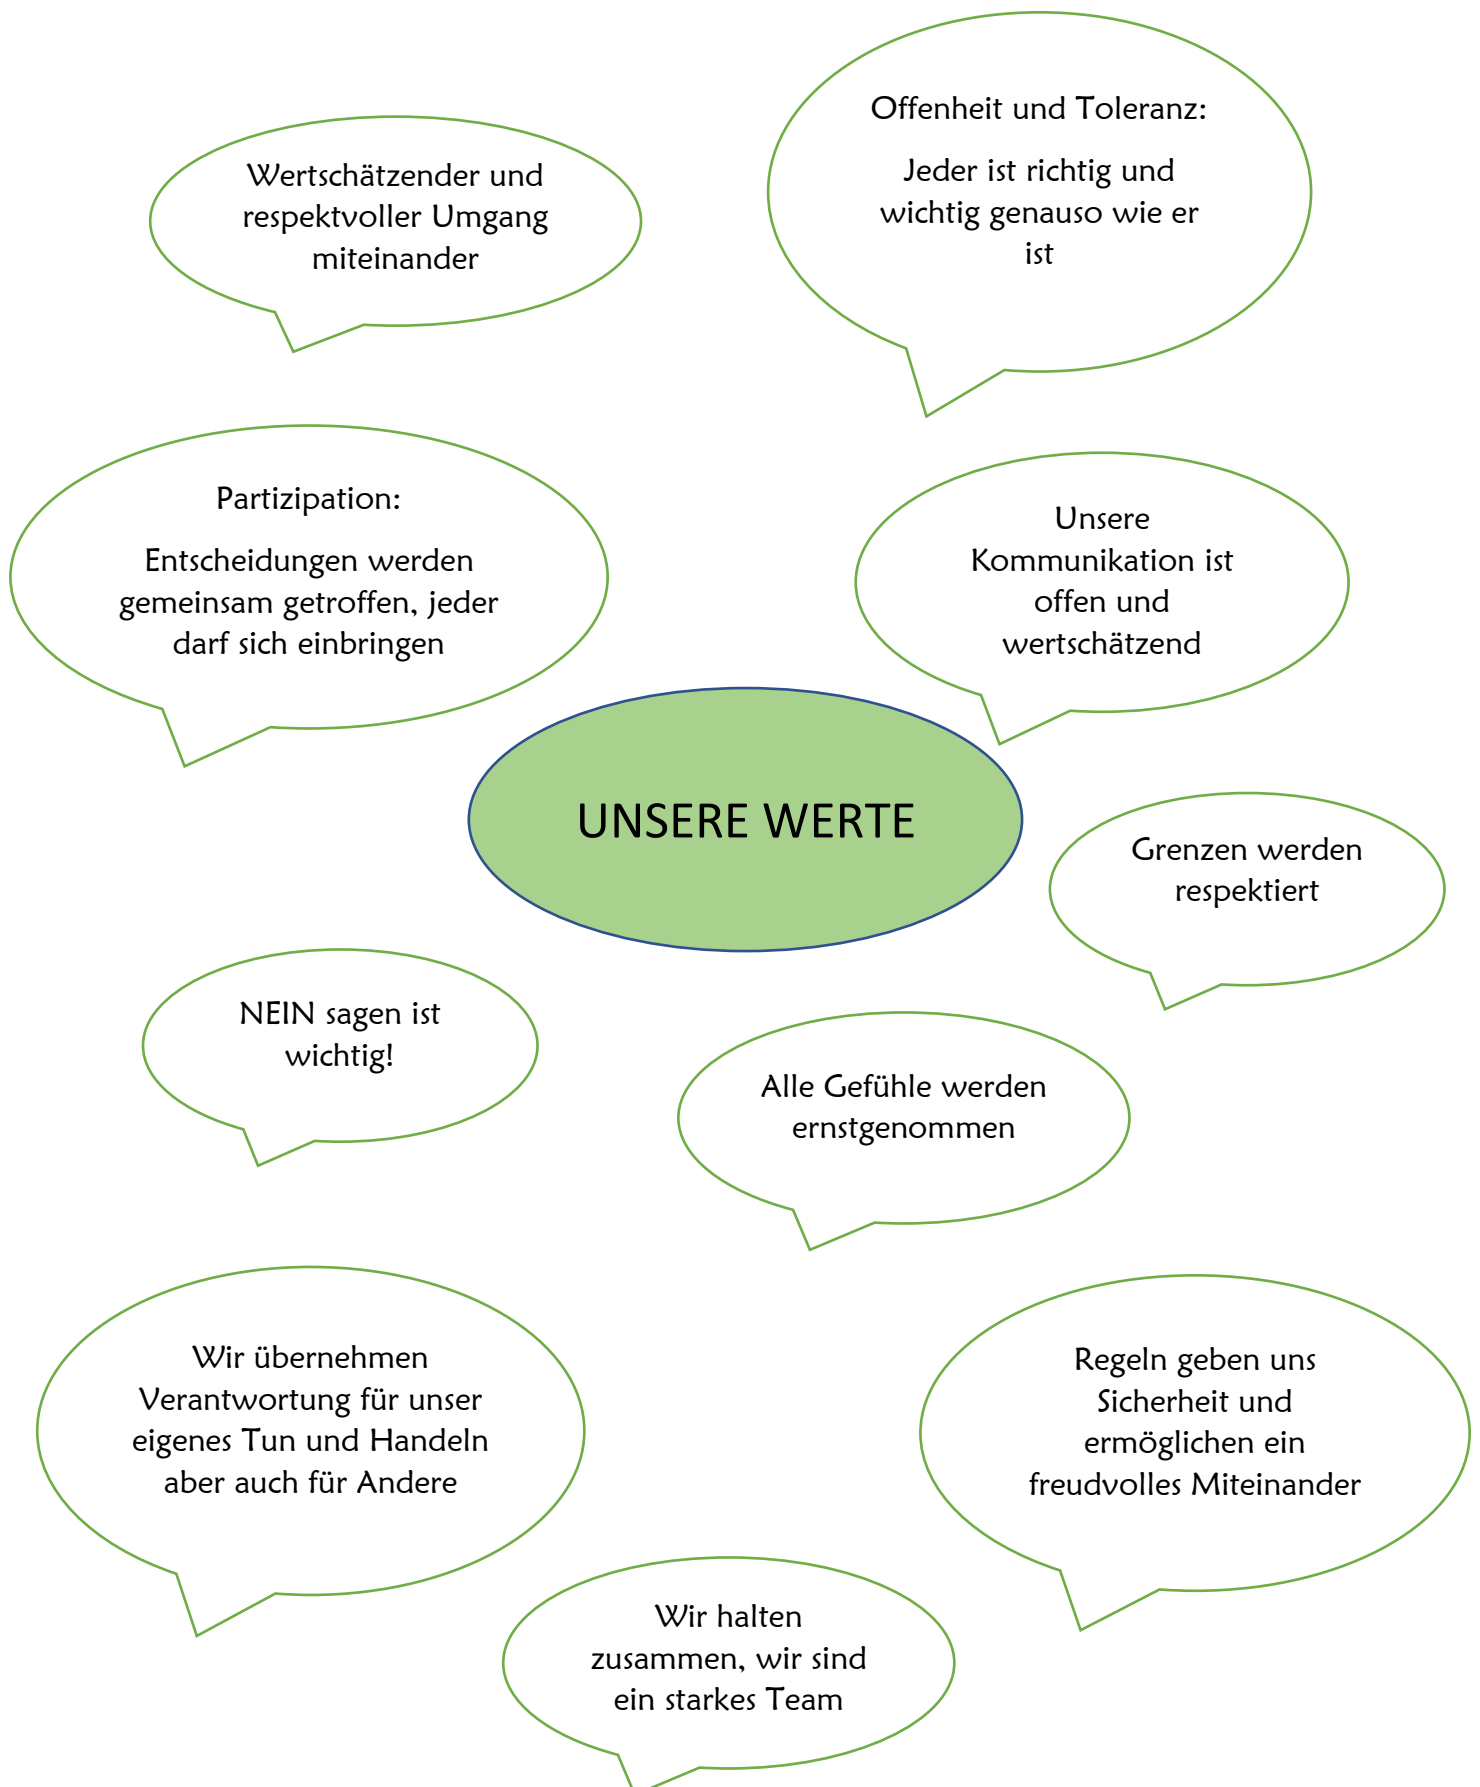 Offenheit und Toleranz:
Jeder ist richtig und
wichtig genauso wie er
ist
Wertschätzender und
respektvoller Umgang
miteinander
Partizipation:
Entscheidungen werden
gemeinsam getroffen, jeder
darf sich einbringen
Unsere
Kommunikation ist
offen und
wertschätzend
UNSERE WERTE
Grenzen werden
respektiert
NEIN sagen ist
wichtig!
Alle Gefühle werden
ernstgenommen
Wir übernehmen
Verantwortung für unser
eigenes Tun und Handeln
aber auch für Andere
Regeln geben uns
Sicherheit und
ermöglichen ein
freudvolles Miteinander
Wir halten
zusammen, wir sind
ein starkes Team